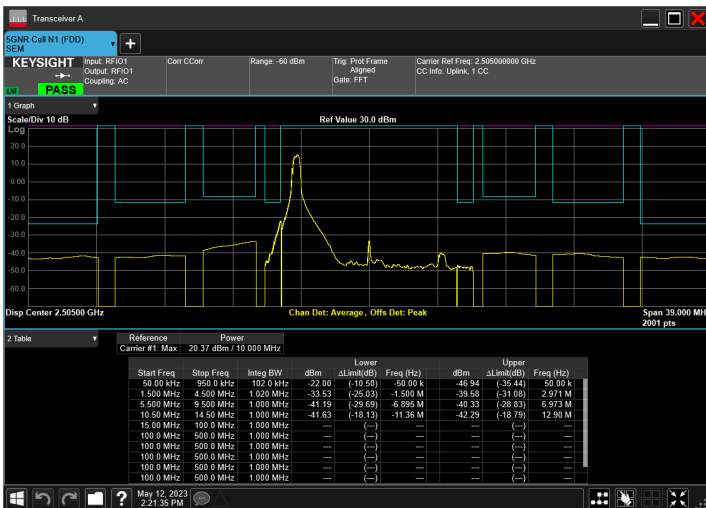 Transceiver A
5GNR Cell N1 (FDD)
SEM
KEYSIGHT
LXI
PASS
Input: RFIO1
Output: RFIO1
Coupling: AC
Corr CCorr
Range: -60 dBm
Trig: Prot Frame
Aligned
Gate: FFT
Carrier Ref Freq: 2.505000000 GHz
CC Info: Uplink, 1 CC
1 Graph
Scale/Div 10 dB
Ref Value 30.0 dBm
Log
20.0
10.0
0.00
-10.0
-20.0
-30.0
-40.0
-50.0
-60.0
Disp Center 2.50500 GHz
Chan Det: Average, Offs Det: Peak
Span 39.000 MH
2001 pts
2 Table
Reference Power
Carrier #1: Max 20.37 dBm / 10.000 MHz
Lower Upper
Start Freq Stop Freq Integ BW dBm ΔLimit(dB) Freq (Hz) dBm ΔLimit(dB) Freq (Hz)
50.00 kHz 950.0 kHz 102.0 kHz -22.00 (-10.50) -50.00 k -46.94 (-35.44) 50.00 k
1.500 MHz 4.500 MHz 1.020 MHz -33.53 (-25.03) -1.500 M -39.58 (-31.08) 2.971 M
5.500 MHz 9.500 MHz 1.000 MHz -41.19 (-29.69) -6.895 M -40.33 (-28.83) 6.973 M
10.50 MHz 14.50 MHz 1.000 MHz -41.63 (-18.13) -11.36 M -42.29 (-18.79) 12.90 M
15.00 MHz 100.0 MHz 1.000 MHz --- (---) --- --- (---) ---
100.0 MHz 500.0 MHz 1.000 MHz --- (---) --- --- (---) ---
100.0 MHz 500.0 MHz 1.000 MHz --- (---) --- --- (---) ---
100.0 MHz 500.0 MHz 1.000 MHz --- (---) --- --- (---) ---
100.0 MHz 500.0 MHz 1.000 MHz --- (---) --- --- (---) ---
100.0 MHz 500.0 MHz 1.000 MHz --- (---) --- --- (---) ---
May 12, 2023
2:21:35 PM